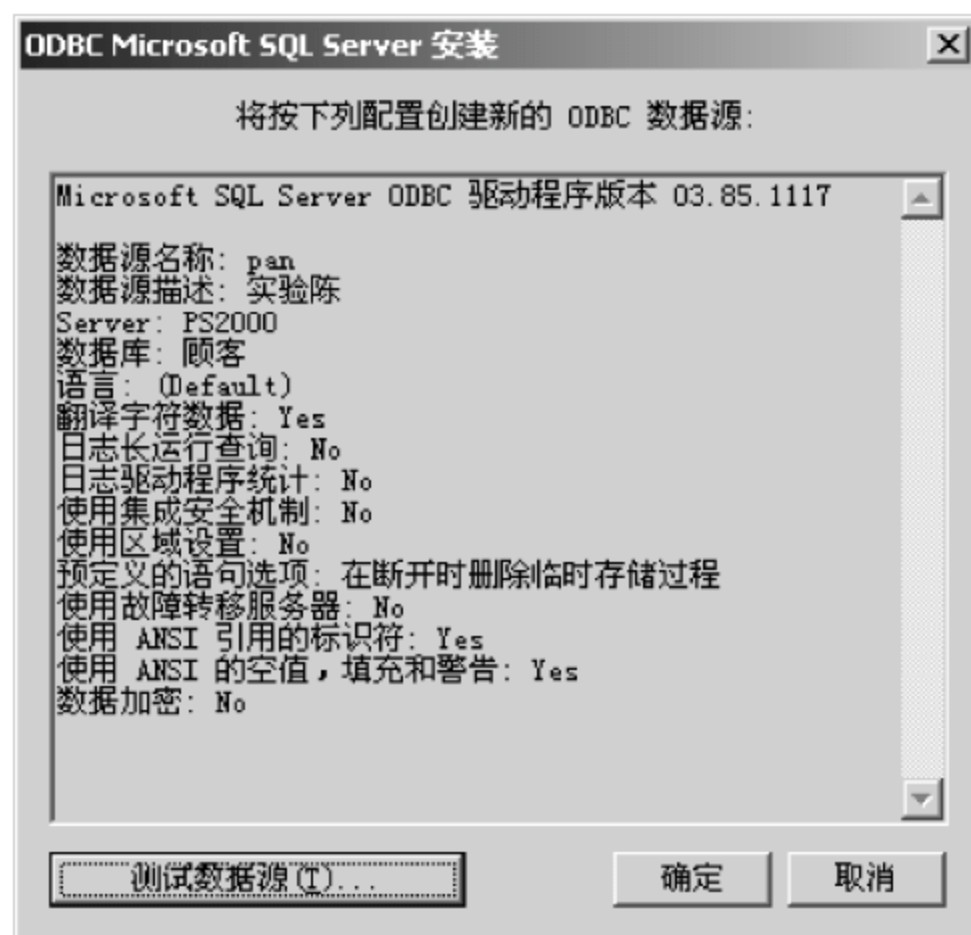 ODBC Microsoft SQL Server 安装
将按下列配置创建新的 ODBC 数据源:
Microsoft SQL Server ODBC 驱动程序版本 03.85.1117
数据源名称: pan
数据源描述: 实验陈
Server: PS2000
数据库: 顾客
语言: (Default)
翻译字符数据: Yes
日志长运行查询: No
日志驱动程序统计: No
使用集成安全机制: No
使用区域设置: No
预定义的语句选项: 在断开时删除临时存储过程
使用故障转移服务器: No
使用 ANSI 引用的标识符: Yes
使用 ANSI 的空值,填充和警告: Yes
数据加密: No
测试数据源(T)...
确定
取消